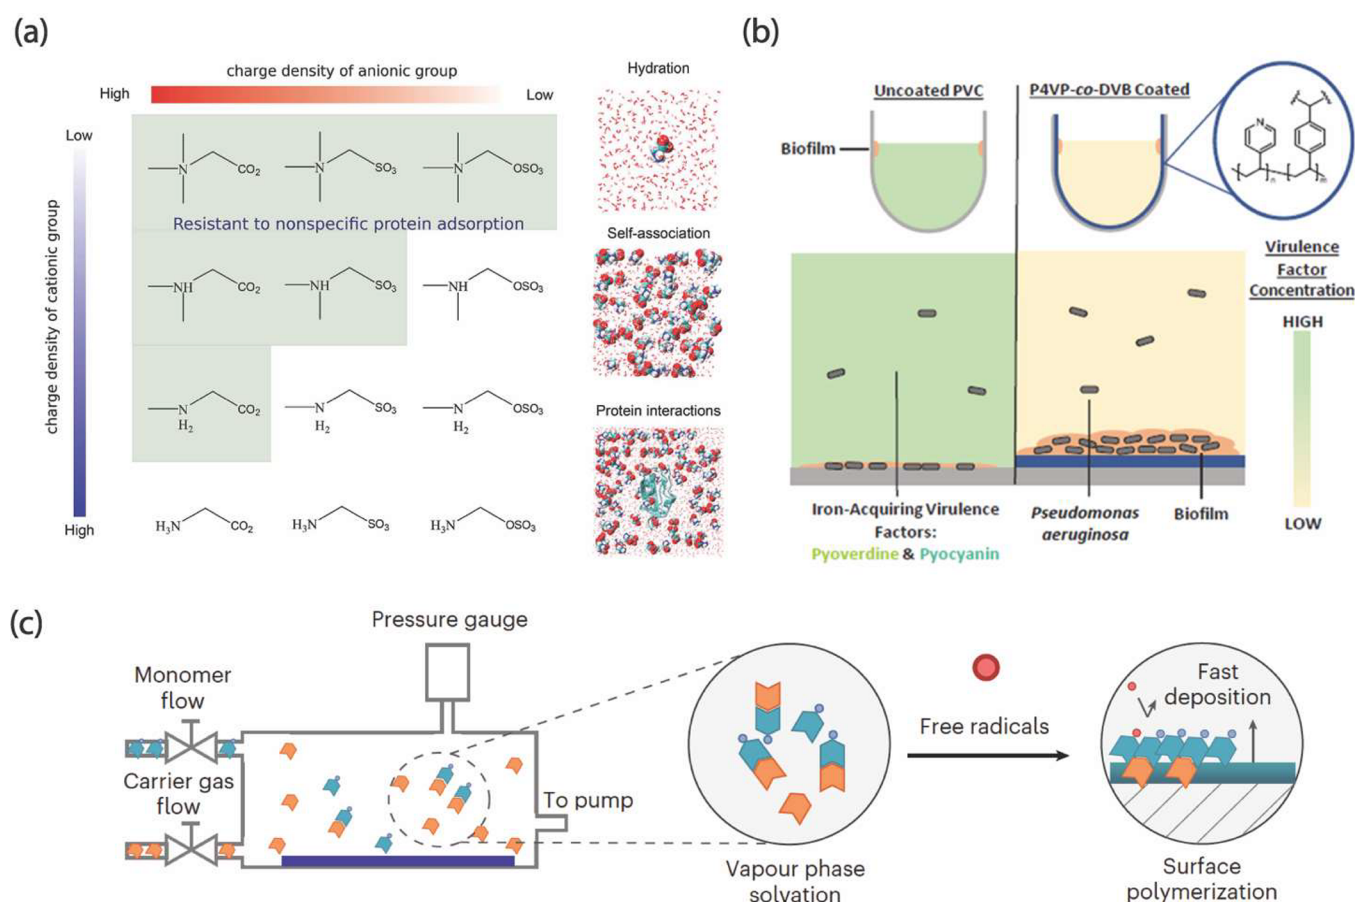 (a)
charge density of anionic group
High
Low
Low
charge density of cationic group
High
N
CO2
N
SO3
N
OSO3
Resistant to nonspecific protein adsorption
NH
CO2
NH
SO3
NH
OSO3
N
H2
CO2
N
H2
SO3
N
H2
OSO3
H3N
CO2
H3N
SO3
H3N
OSO3
Hydration
Self-association
Protein interactions
(b)
Uncoated PVC
P4VP-co-DVB Coated
Biofilm
N
n
m
Virulence
Factor
Concentration
HIGH
LOW
Iron-Acquiring Virulence
Factors:
Pyoverdine & Pyocyanin
Pseudomonas
aeruginosa
Biofilm
(c)
Pressure gauge
Monomer
flow
Carrier gas
flow
To pump
Vapour phase
solvation
Free radicals
Fast
deposition
Surface
polymerization